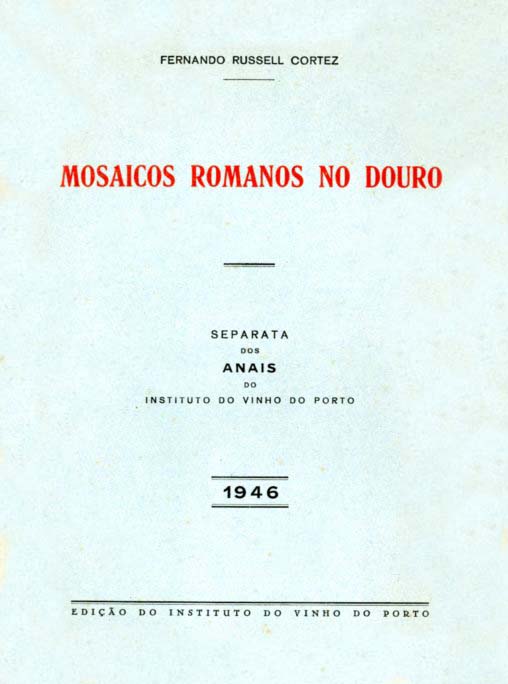 FERNANDO RUSSELL CORTEZ
MOSAICOS ROMANOS NO DOURO
SEPARATA
DOS
ANAIS
DO
INSTITUTO DO VINHO DO PORTO
1946
EDIÇÃO DO INSTITUTO DO VINHO DO PORTO